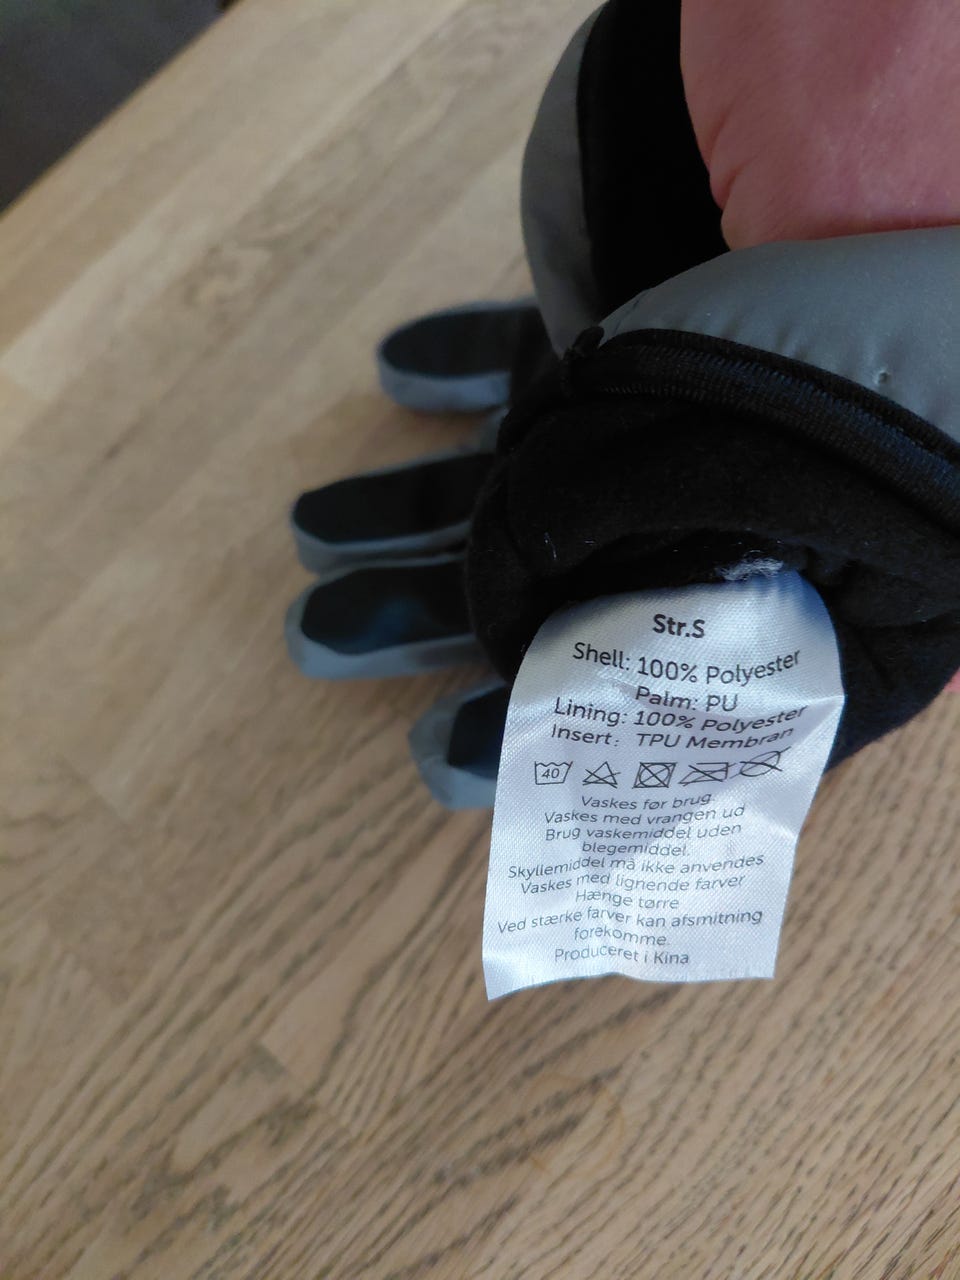 Str.S
Shell: 100% Polyester
Palm: PU
Lining: 100% Polyester
Insert: TPU Membran
40
Vaskes før brug.
Vaskes med vrangen ud
Brug vaskemiddel uden
blegemiddel.
Skyllemiddel må ikke anvendes
Vaskes med lignende farver
Hænge tørre
Ved stærke farver kan afsmitning
forekomme.
Produceret i Kina